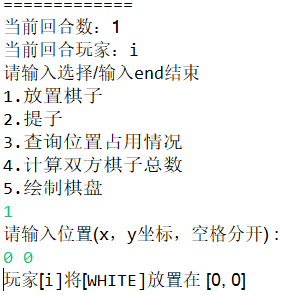 =============
当前回合数：1
当前回合玩家：i
请输入选择/输入end结束
1.放置棋子
2.提子
3.查询位置占用情况
4.计算双方棋子总数
5.绘制棋盘
1
请输入位置(x，y坐标，空格分开)：
0 0
玩家[i]将[WHITE]放置在 [0, 0]